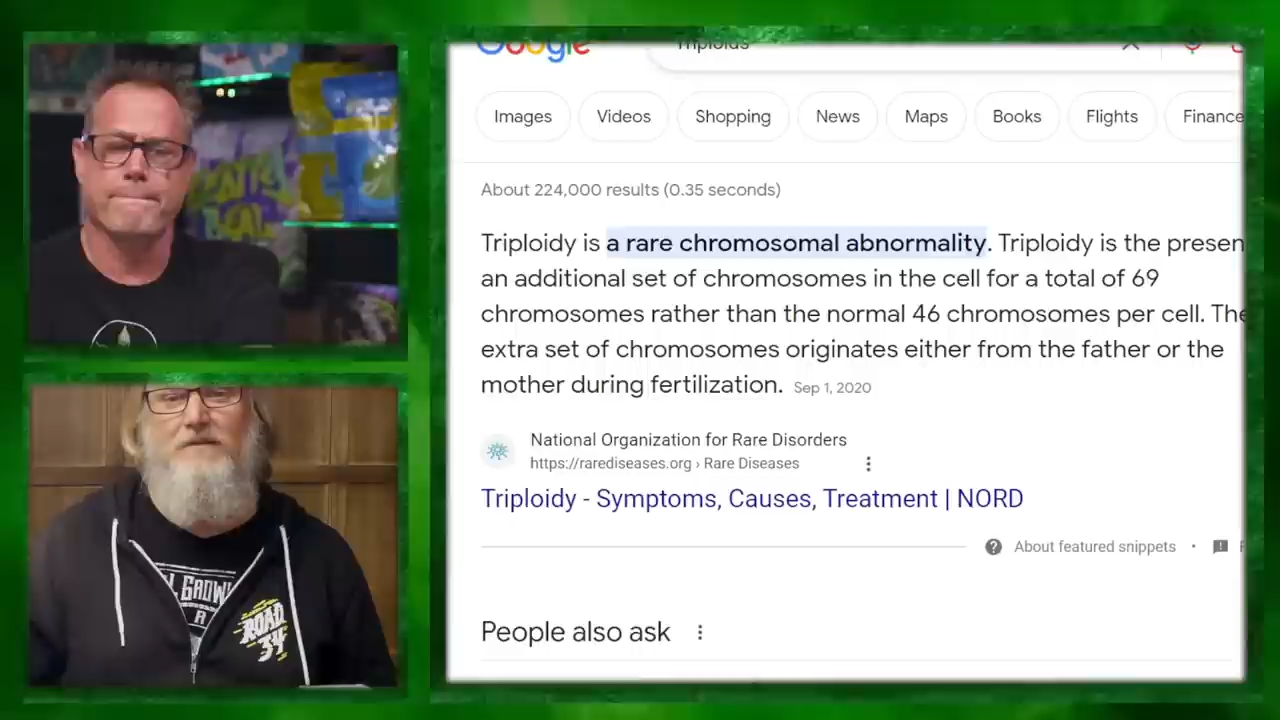 Google
Triploids
Images
Videos
Shopping
News
Maps
Books
Flights
Finance
About 224,000 results (0.35 seconds)
Triploidy is a rare chromosomal abnormality. Triploidy is the presen
an additional set of chromosomes in the cell for a total of 69
chromosomes rather than the normal 46 chromosomes per cell. The
extra set of chromosomes originates either from the father or the
mother during fertilization. Sep 1, 2020
National Organization for Rare Disorders
https://rarediseases.org › Rare Diseases
Triploidy - Symptoms, Causes, Treatment | NORD
About featured snippets •
People also ask
ROAD
34